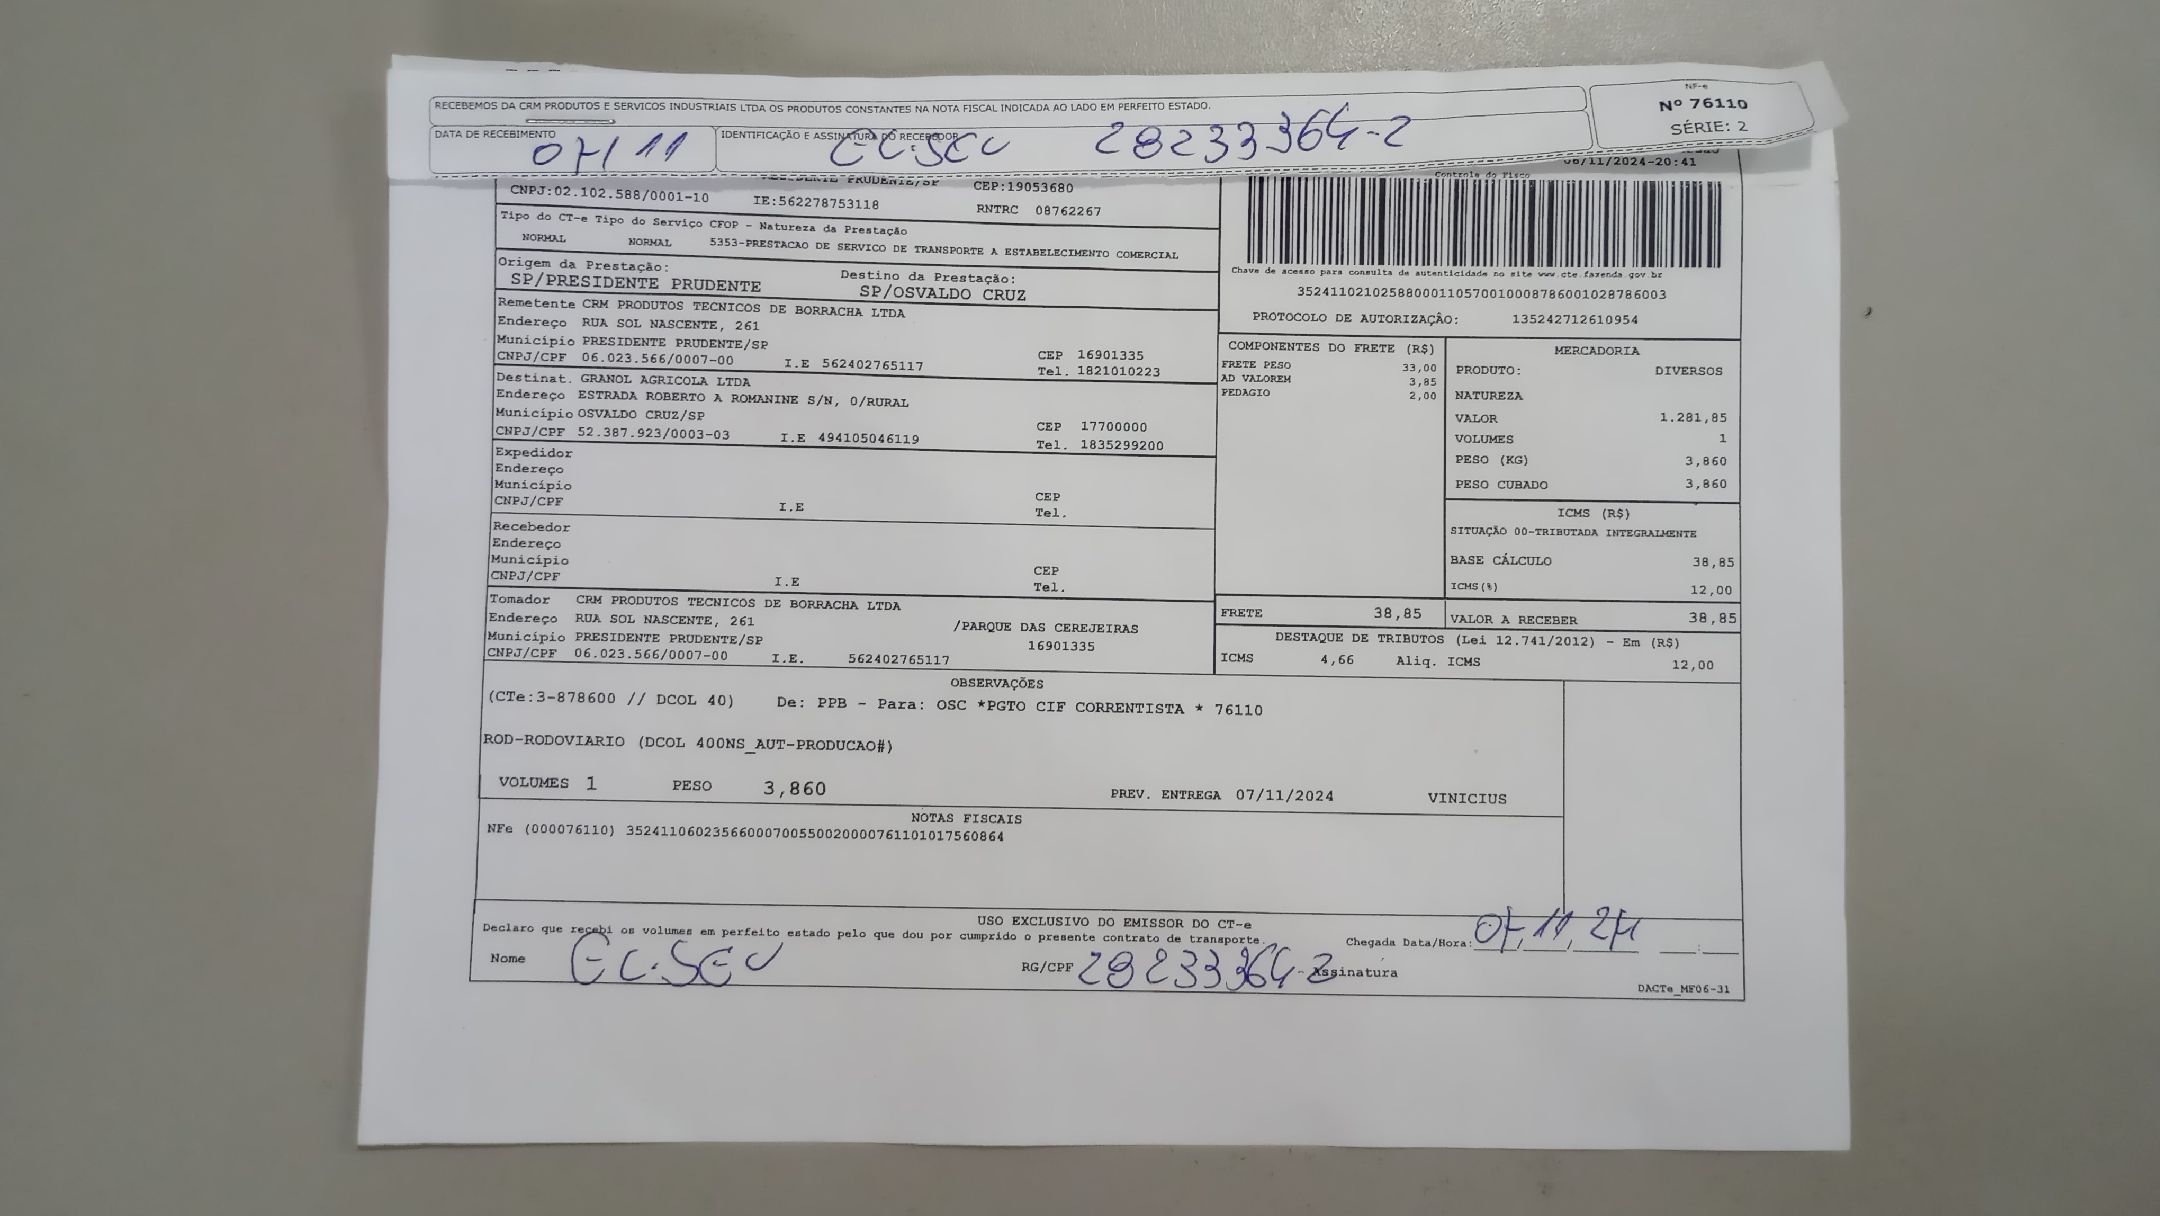 RECEBEMOS DA CRM PRODUTOS E SERVICOS INDUSTRIAIS LTDA OS PRODUTOS CONSTANTES NA NOTA FISCAL INDICADA AO LADO EM PERFEITO ESTADO.
NF-e
Nº 76110
SÉRIE: 2
DATA DE RECEBIMENTO
07/11
IDENTIFICAÇÃO E ASSINATURA DO RECEBEDOR
28233364-2
06/11/2024-20:41
PRUDENTE/SP CEP:19053680
CNPJ:02.102.588/0001-10 IE:562278753118 RNTRC 08762267
Controle do Fisco
Tipo do CT-e Tipo do Serviço CFOP - Natureza da Prestação
NORMAL NORMAL 5353-PRESTACAO DE SERVICO DE TRANSPORTE A ESTABELECIMENTO COMERCIAL
Origem da Prestação: Destino da Prestação:
SP/PRESIDENTE PRUDENTE SP/OSVALDO CRUZ
Chave de acesso para consulta de autenticidade no site www.cte.fazenda.gov.br
35241102102588000110570010008786001028786003
PROTOCOLO DE AUTORIZAÇÃO: 135242712610954
Remetente CRM PRODUTOS TECNICOS DE BORRACHA LTDA
Endereço RUA SOL NASCENTE, 261
Município PRESIDENTE PRUDENTE/SP CEP 16901335
CNPJ/CPF 06.023.566/0007-00 I.E 562402765117 Tel. 1821010223
Destinat. GRANOL AGRICOLA LTDA
Endereço ESTRADA ROBERTO A ROMANINE S/N, 0/RURAL
Município OSVALDO CRUZ/SP CEP 17700000
CNPJ/CPF 52.387.923/0003-03 I.E 494105046119 Tel. 1835299200
Expedidor
Endereço
Município CEP
CNPJ/CPF I.E Tel.
Recebedor
Endereço
Município CEP
CNPJ/CPF I.E Tel.
Tomador CRM PRODUTOS TECNICOS DE BORRACHA LTDA
Endereço RUA SOL NASCENTE, 261 /PARQUE DAS CEREJEIRAS
Município PRESIDENTE PRUDENTE/SP 16901335
CNPJ/CPF 06.023.566/0007-00 I.E. 562402765117
COMPONENTES DO FRETE (R$)
FRETE PESO 33,00
AD VALOREM 3,85
PEDAGIO 2,00
MERCADORIA
PRODUTO: DIVERSOS
NATUREZA
VALOR 1.281,85
VOLUMES 1
PESO (KG) 3,860
PESO CUBADO 3,860
ICMS (R$)
SITUAÇÃO 00-TRIBUTADA INTEGRALMENTE
BASE CÁLCULO 38,85
ICMS(%) 12,00
FRETE 38,85 VALOR A RECEBER 38,85
DESTAQUE DE TRIBUTOS (Lei 12.741/2012) - Em (R$)
ICMS 4,66 Aliq. ICMS 12,00
OBSERVAÇÕES
(CTe:3-878600 // DCOL 40) De: PPB - Para: OSC *PGTO CIF CORRENTISTA * 76110
ROD-RODOVIARIO (DCOL 400NS_AUT-PRODUCAO#)
VOLUMES 1 PESO 3,860 PREV. ENTREGA 07/11/2024 VINICIUS
NOTAS FISCAIS
NFe (000076110) 35241106023566000700550020000761101017560864
USO EXCLUSIVO DO EMISSOR DO CT-e
Declaro que recebi os volumes em perfeito estado pelo que dou por cumprido o presente contrato de transporte. Chegada Data/Hora: 07, 11, 24
Nome RG/CPF 28233364-2 Assinatura
DACTe_MF06-31